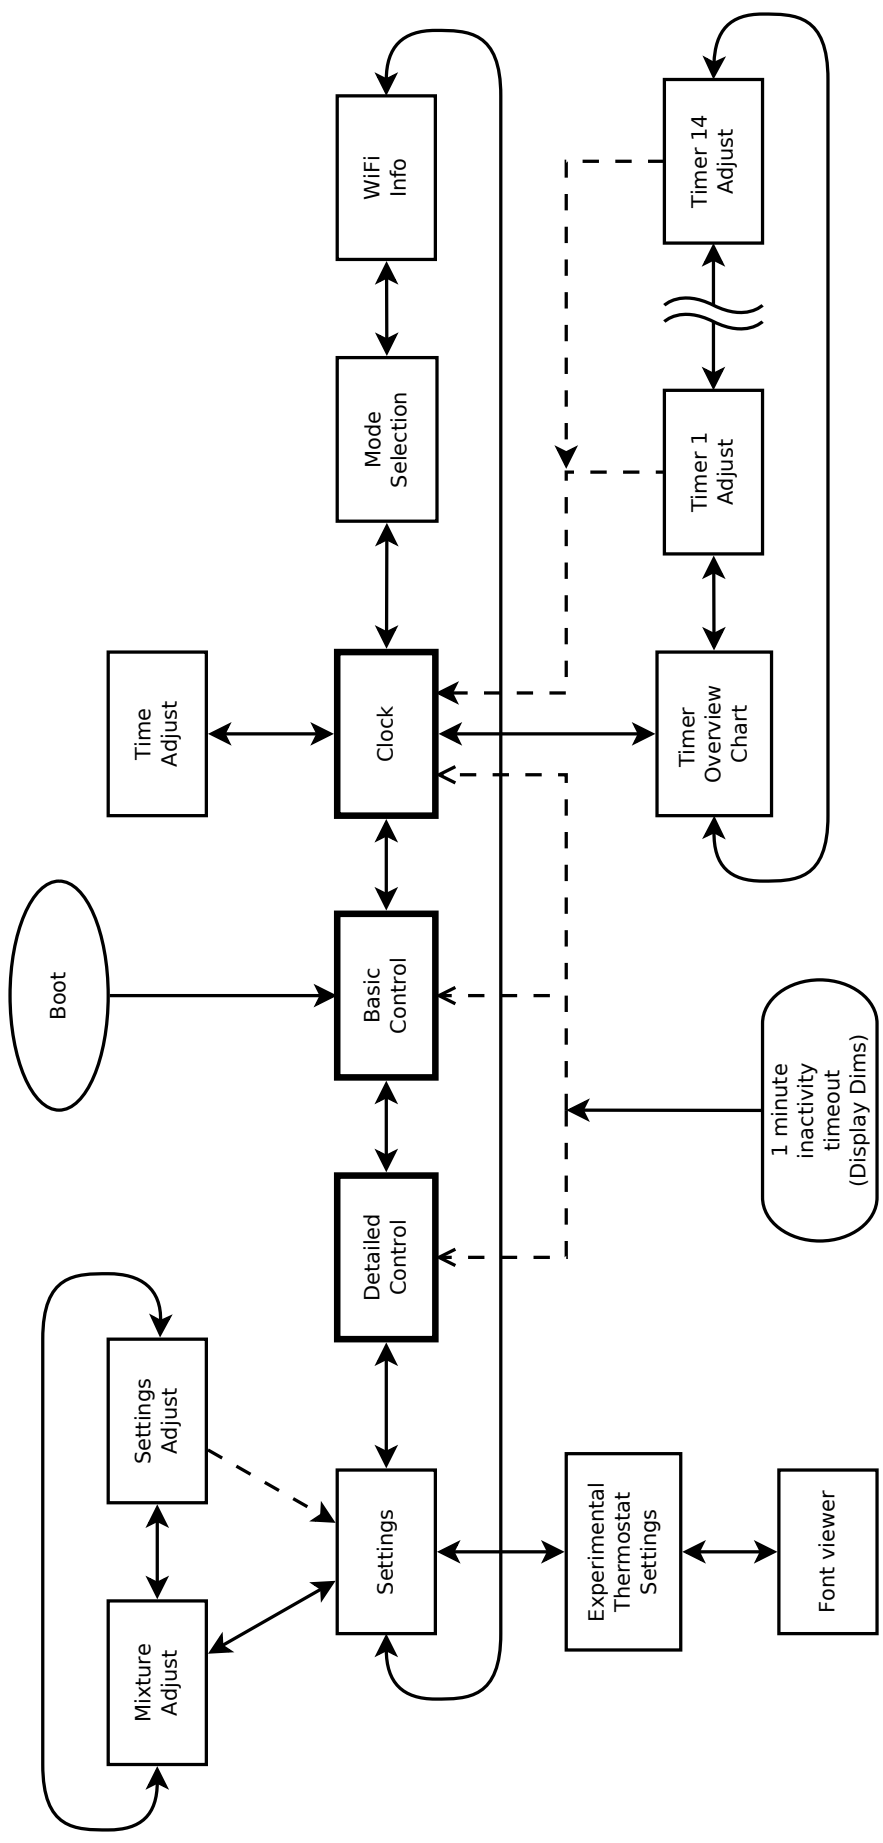 Boot
Mixture
Adjust
Settings
Adjust
Time
Adjust
Settings
Detailed
Control
Basic
Control
Clock
Mode
Selection
WiFi
Info
Experimental
Thermostat
Settings
Timer
Overview
Chart
Timer 1
Adjust
Timer 14
Adjust
Font viewer
1 minute
inactivity
timeout
(Display Dims)